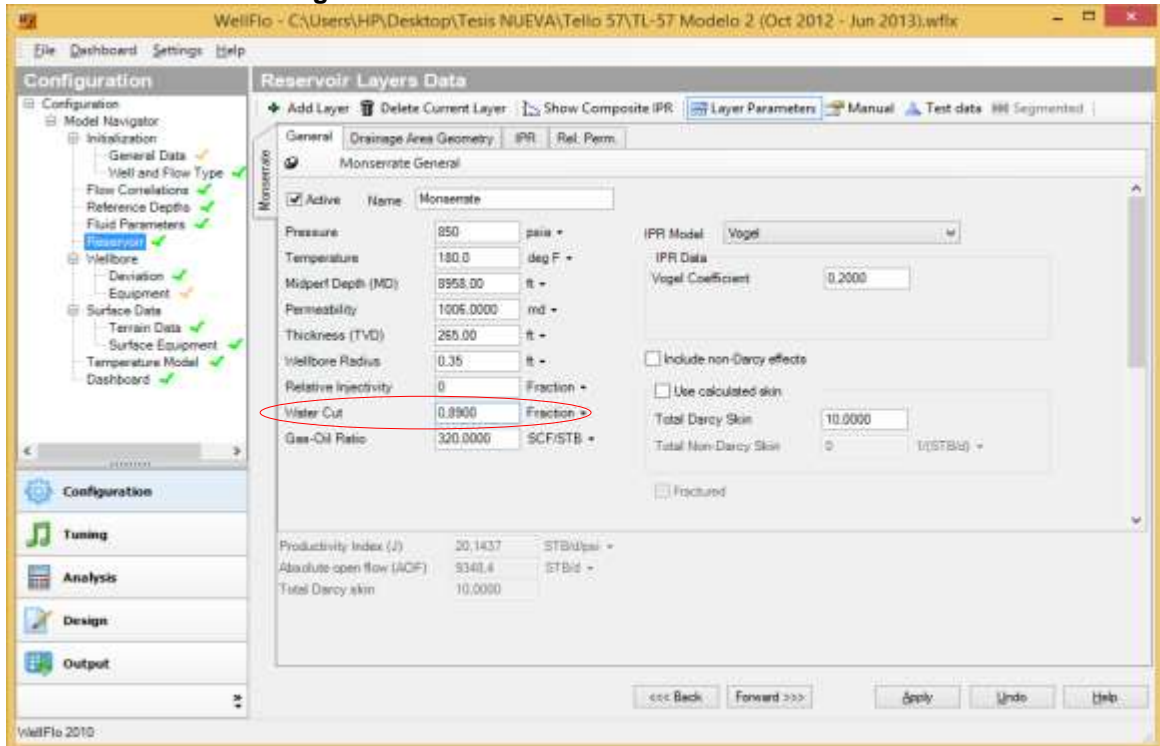 WellFlo - C:\Users\HP\Desktop\Tesis NUEVA\Tello 57\TL-57 Modelo 2 (Oct 2012 - Jun 2013).wflx
File Dashboard Settings Help
Configuration
Configuration
Model Navigator
Initialization
General Data
Well and Flow Type
Flow Correlations
Reference Depths
Fluid Parameters
Reservoir
Wellbore
Deviation
Equipment
Surface Data
Terrain Data
Surface Equipment
Temperature Model
Dashboard
Configuration
Tuning
Analysis
Design
Output
Reservoir Layers Data
Add Layer Delete Current Layer Show Composite IPR Layer Parameters Manual Test data Segmented
General Drainage Area Geometry IPR Rel. Perm.
Monserrate
Monserrate General
Active Name Monserrate
Pressure 850 psia
Temperature 180.0 deg F
Midperf Depth (MD) 8958.00 ft
Permeability 1006.0000 md
Thickness (TVD) 265.00 ft
Wellbore Radius 0.35 ft
Relative Injectivity 0 Fraction
Water Cut 0.8900 Fraction
Gas-Oil Ratio 320.0000 SCF/STB
IPR Model Vogel
IPR Data
Vogel Coefficient 0.2000
Include non-Darcy effects
Use calculated skin
Total Darcy Skin 10.0000
Total Non-Darcy Skin 0 1/(STB/d)
Fractured
Productivity Index (J) 20.1437 STB/d/psi
Absolute open flow (AOF) 9340.4 STB/d
Total Darcy skin 10.0000
<<< Back Forward >>> Apply Undo Help
WellFlo 2010